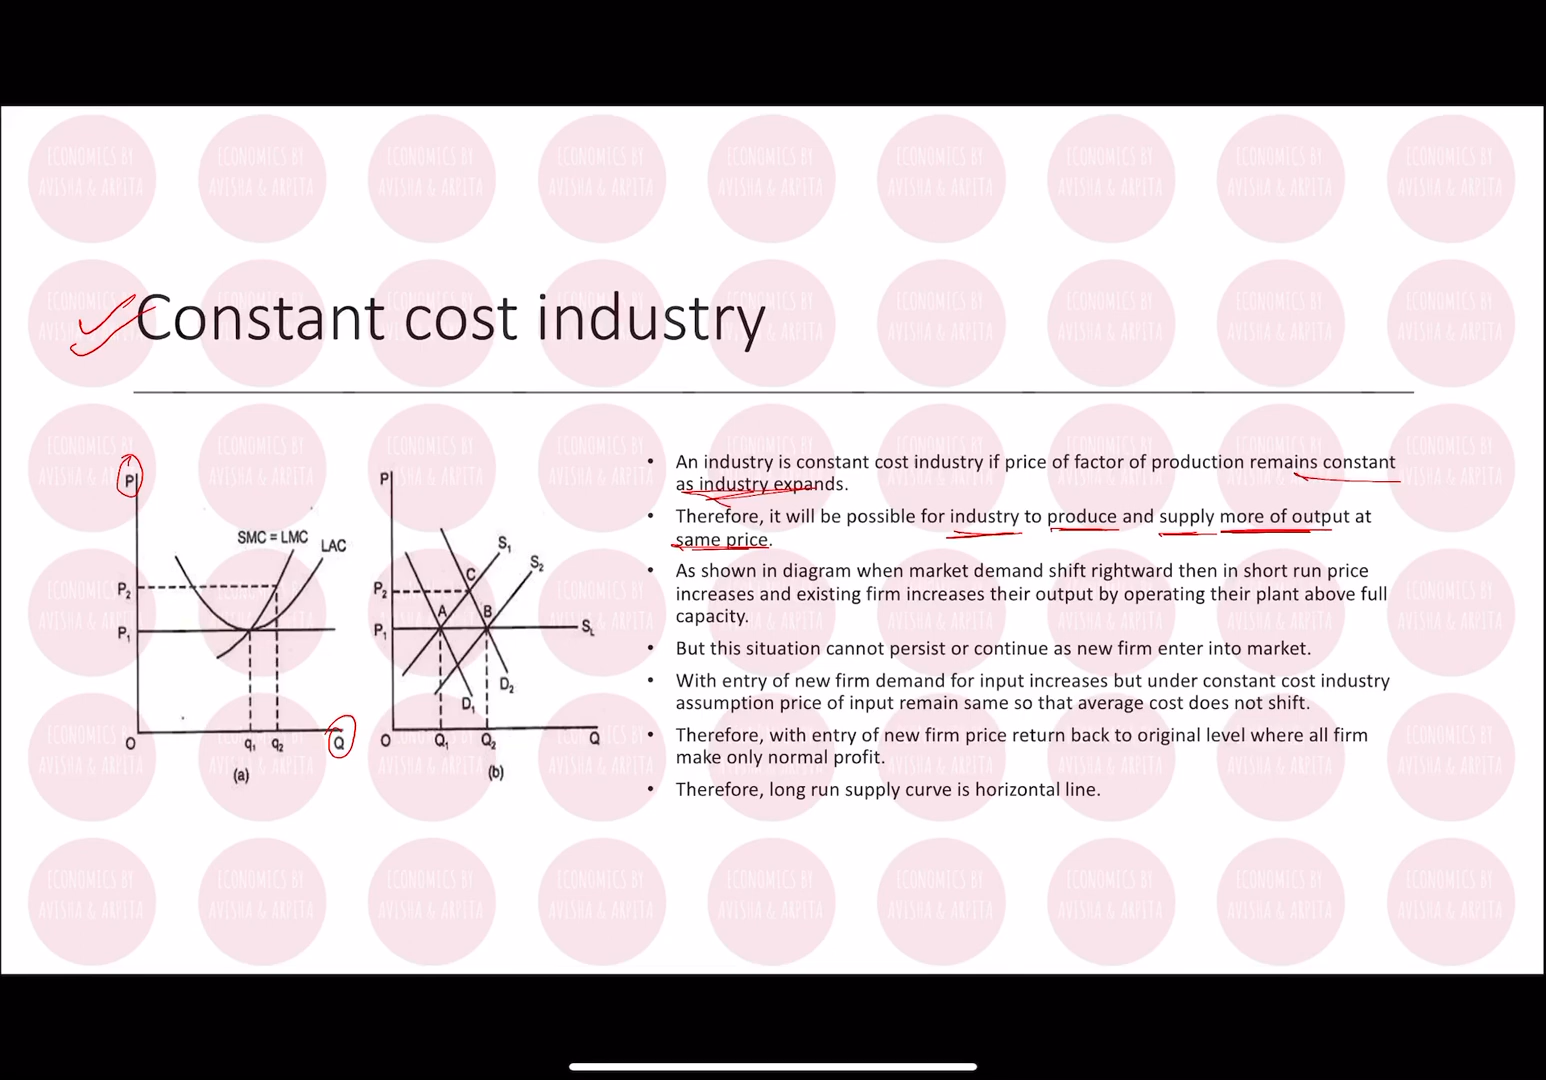 Constant cost industry
P
SMC = LMC
LAC
P2
P1
O
q1
q2
Q
(a)
P
S1
S2
C
P2
A
B
P1
SL
D2
D1
O
Q1
Q2
Q
(b)
• An industry is constant cost industry if price of factor of production remains constant
as industry expands.
• Therefore, it will be possible for industry to produce and supply more of output at
same price.
• As shown in diagram when market demand shift rightward then in short run price
increases and existing firm increases their output by operating their plant above full
capacity.
• But this situation cannot persist or continue as new firm enter into market.
• With entry of new firm demand for input increases but under constant cost industry
assumption price of input remain same so that average cost does not shift.
• Therefore, with entry of new firm price return back to original level where all firm
make only normal profit.
• Therefore, long run supply curve is horizontal line.
ECONOMICS BY
AVISHA & ARPITA